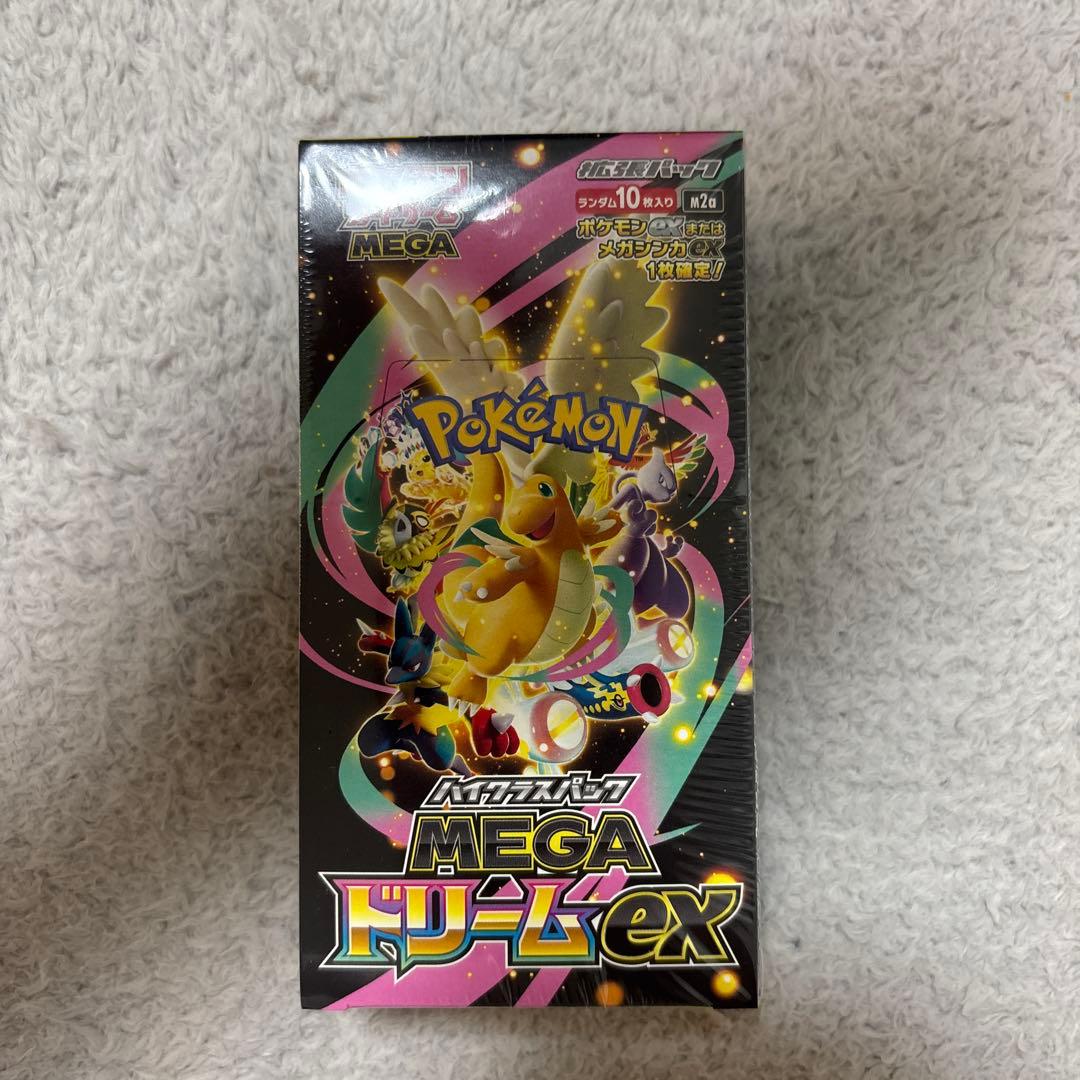 MEGA
拡張パック
ランダム10枚入り M2a
ポケモンexまたは
メガシンカex
1枚確定!
POKéMON
TM
ハイクラスパック
MEGA
ドリームex